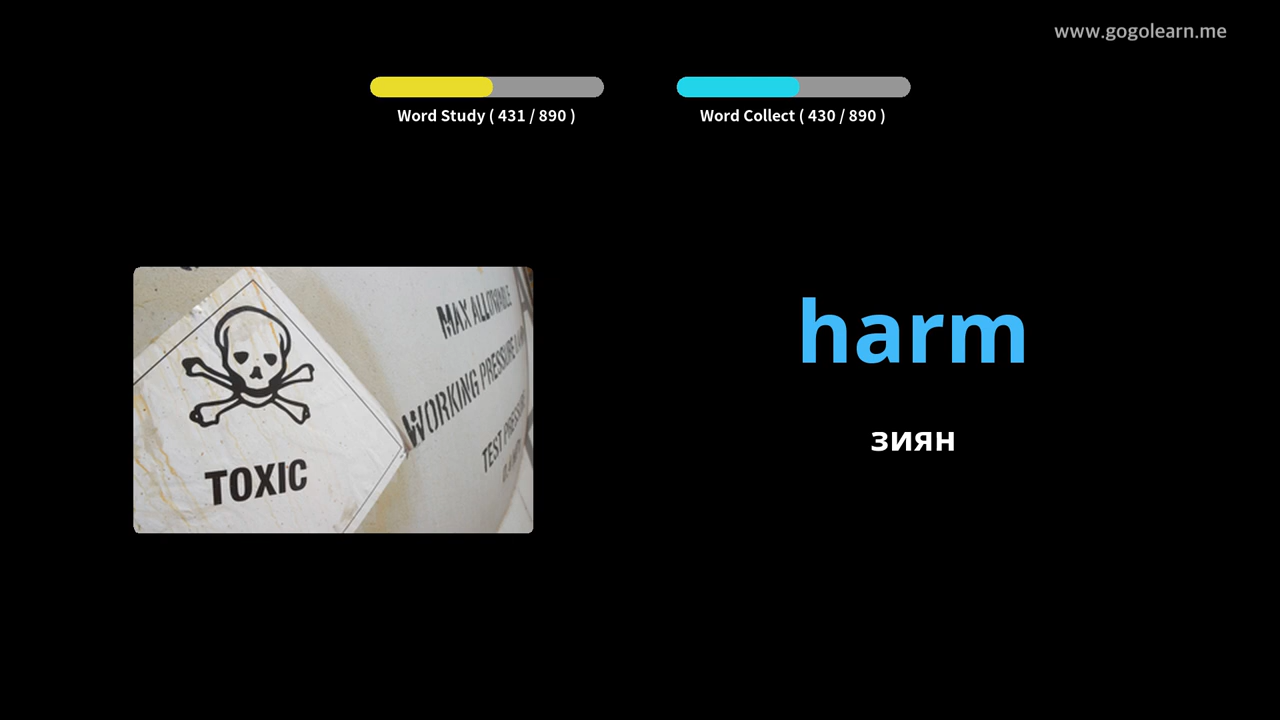 www.gogolearn.me
Word Study ( 431 / 890 )
Word Collect ( 430 / 890 )
MAX ALLOWABLE
WORKING PRESSURE
TEST PRESSURE
TOXIC
harm
зиян